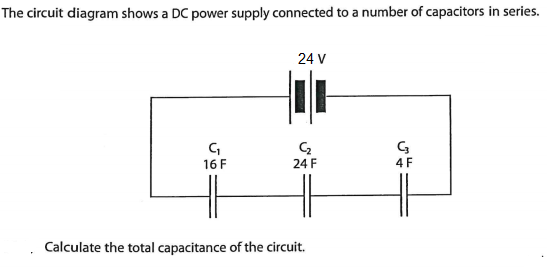 The circuit diagram shows a DC power supply connected to a number of capacitors in series.
24 V
C₁ C₂ C₃
16 F 24 F 4 F
Calculate the total capacitance of the circuit.